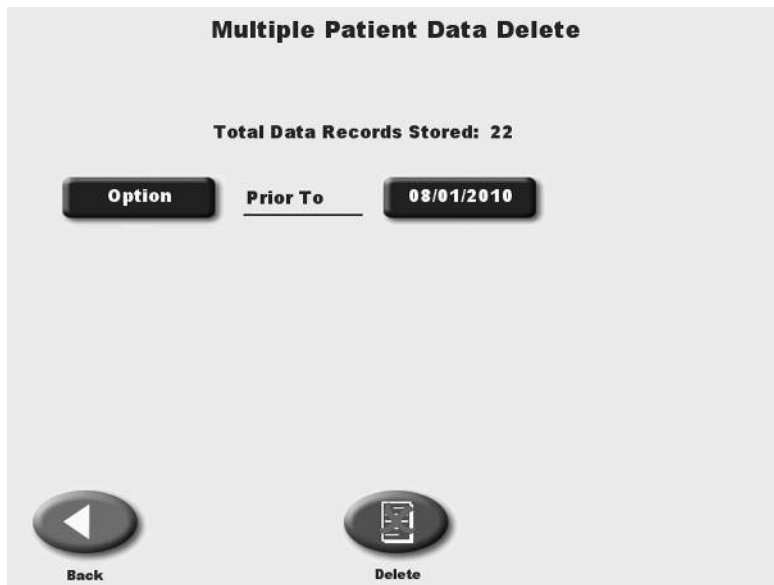 Multiple Patient Data Delete
Total Data Records Stored: 22
Option Prior To 08/01/2010
Back Delete